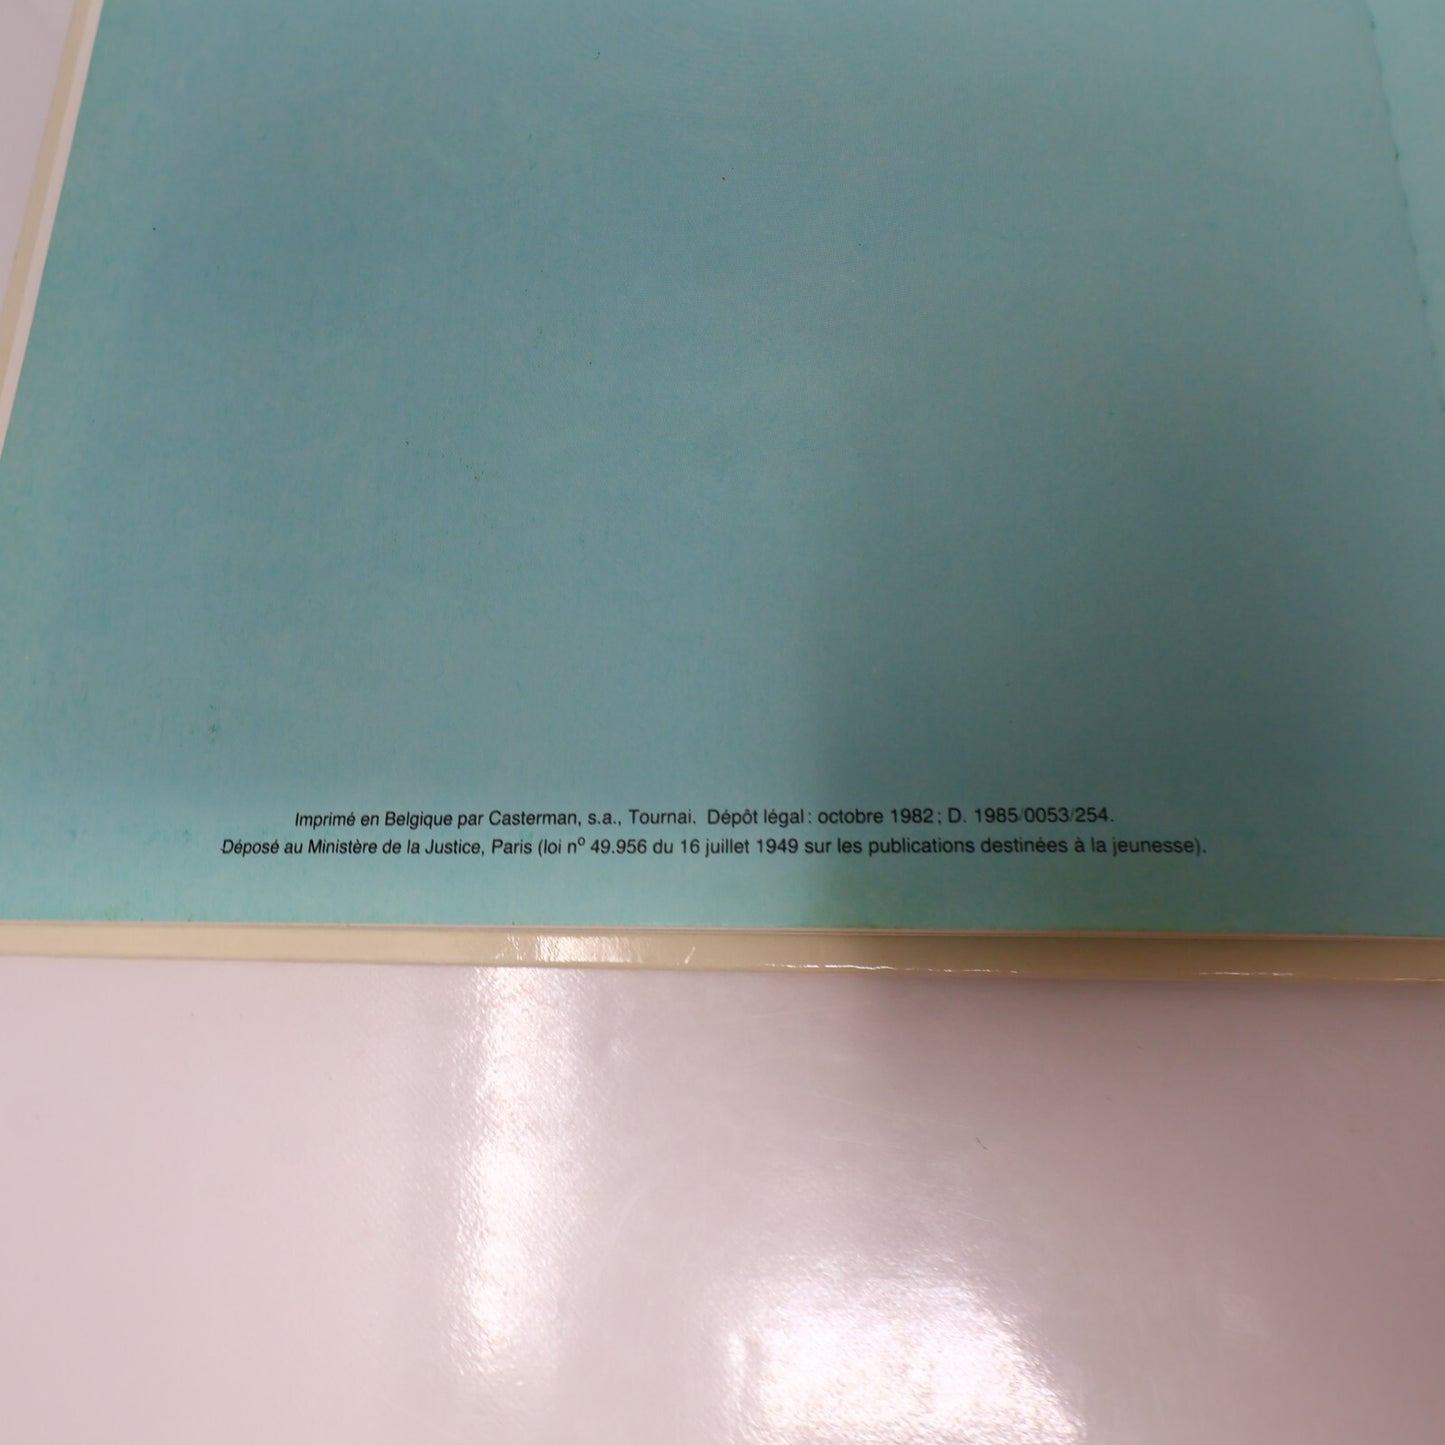 Imprimé en Belgique par Casterman, s.a., Tournai. Dépôt légal : octobre 1982 ; D. 1985/0053/254.
Déposé au Ministère de la Justice, Paris (loi nº 49.956 du 16 juillet 1949 sur les publications destinées à la jeunesse).